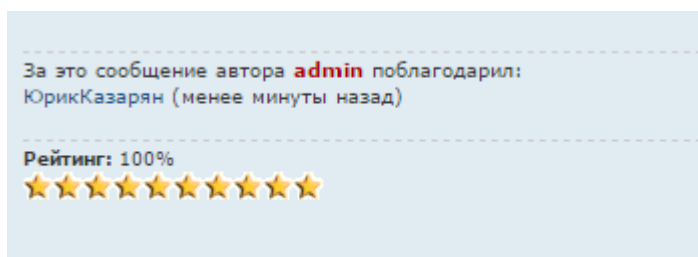 За это сообщение автора admin поблагодарил:
ЮрикКазарян (менее минуты назад)
Рейтинг: 100%